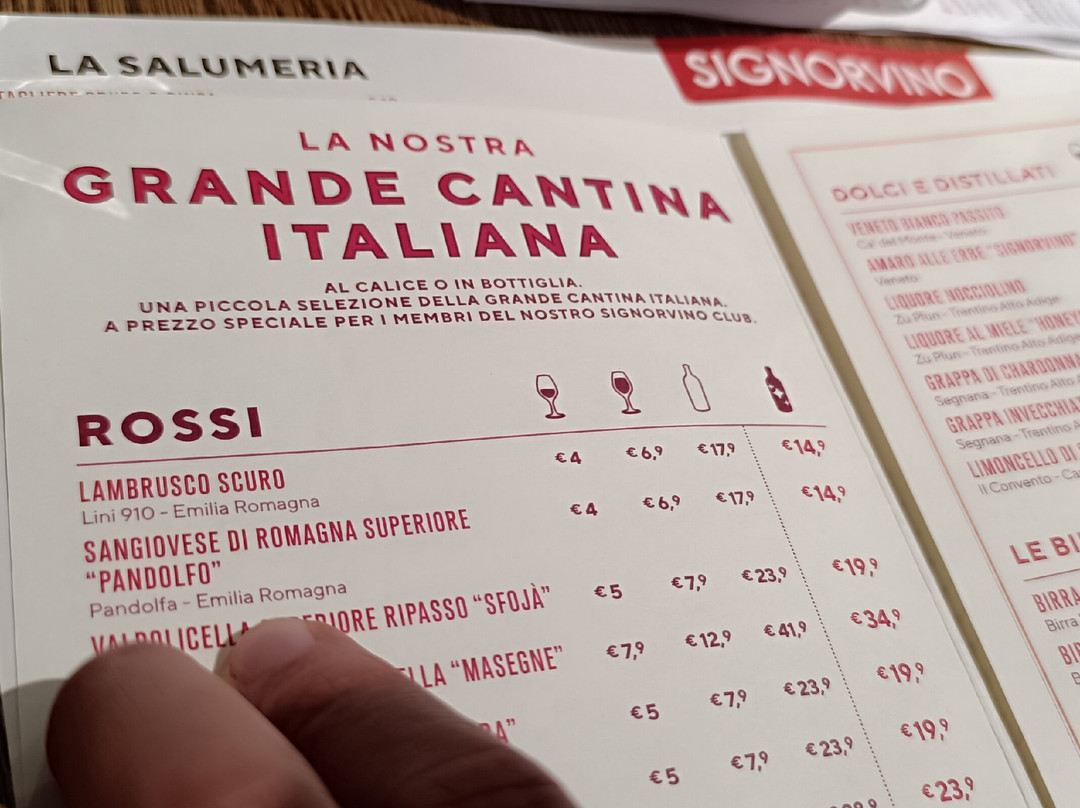 LA SALUMERIA
SIGNORVINO
LA NOSTRA
GRANDE CANTINA
ITALIANA
AL CALICE O IN BOTTIGLIA.
UNA PICCOLA SELEZIONE DELLA GRANDE CANTINA ITALIANA.
A PREZZO SPECIALE PER I MEMBRI DEL NOSTRO SIGNORVINO CLUB.
ROSSI
LAMBRUSCO SCURO €4 €6,9 €17,9 €14,9
Lini 910 - Emilia Romagna
SANGIOVESE DI ROMAGNA SUPERIORE €4 €6,9 €17,9 €14,9
"PANDOLFO"
Pandolfa - Emilia Romagna
RIPASSO "SFOJÀ" €5 €7,9 €23,9 €19,9
"MASEGNE" €7,9 €12,9 €41,9 €34,9
€5 €7,9 €23,9 €19,9
€5 €7,9 €23,9 €19,9
€23,9
DOLCI E DISTILLATI
VENETO BIANCO PASSITO
Ca' del Monte - Veneto
AMARO ALLE ERBE "SIGNORVINO"
Veneto
LIQUORE NOCCIOLINO
Zu Plun - Trentino Alto Adige
LIQUORE AL MIELE
Zu Plun - Trentino Alto Adige
GRAPPA DI
Segnana - Trentino Alto
GRAPPA
Segnana - Trentino
LIMONCELLO DI
Il Convento -
LE
BIRRA
Birra